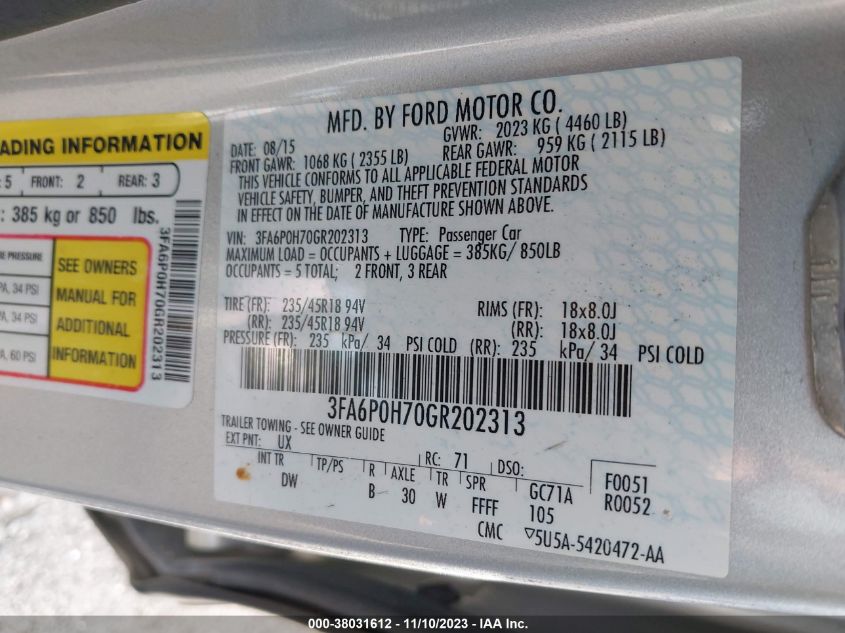 MFD. BY FORD MOTOR CO.
DATE: 08/15 GVWR: 2023 KG ( 4460 LB)
FRONT GAWR: 1068 KG ( 2355 LB) REAR GAWR: 959 KG ( 2115 LB)
THIS VEHICLE CONFORMS TO ALL APPLICABLE FEDERAL MOTOR
VEHICLE SAFETY, BUMPER, AND THEFT PREVENTION STANDARDS
IN EFFECT ON THE DATE OF MANUFACTURE SHOWN ABOVE.
VIN: 3FA6P0H70GR202313 TYPE: Passenger Car
MAXIMUM LOAD = OCCUPANTS + LUGGAGE = 385KG/ 850LB
OCCUPANTS = 5 TOTAL; 2 FRONT, 3 REAR
TIRE (FR): 235/45R18 94V RIMS (FR): 18x8.0J
(RR): 235/45R18 94V (RR): 18x8.0J
PRESSURE (FR): 235 kPa/ 34 PSI COLD (RR): 235 kPa/ 34 PSI COLD
3FA6P0H70GR202313
TRAILER TOWING - SEE OWNER GUIDE
EXT PNT: UX RC: 71 DSO: F0051
INT TR TP/PS R AXLE TR SPR GC71A R0052
DW B 30 W FFFF 105
CMC ▽5U5A-5420472-AA
ADING INFORMATION
: 5 FRONT: 2 REAR: 3
: 385 kg or 850 lbs.
RE PRESSURE
PA, 34 PSI
PA, 34 PSI
PA, 60 PSI
SEE OWNERS
MANUAL FOR
ADDITIONAL
INFORMATION
3FA6P0H70GR202313
000-38031612 - 11/10/2023 - IAA Inc.